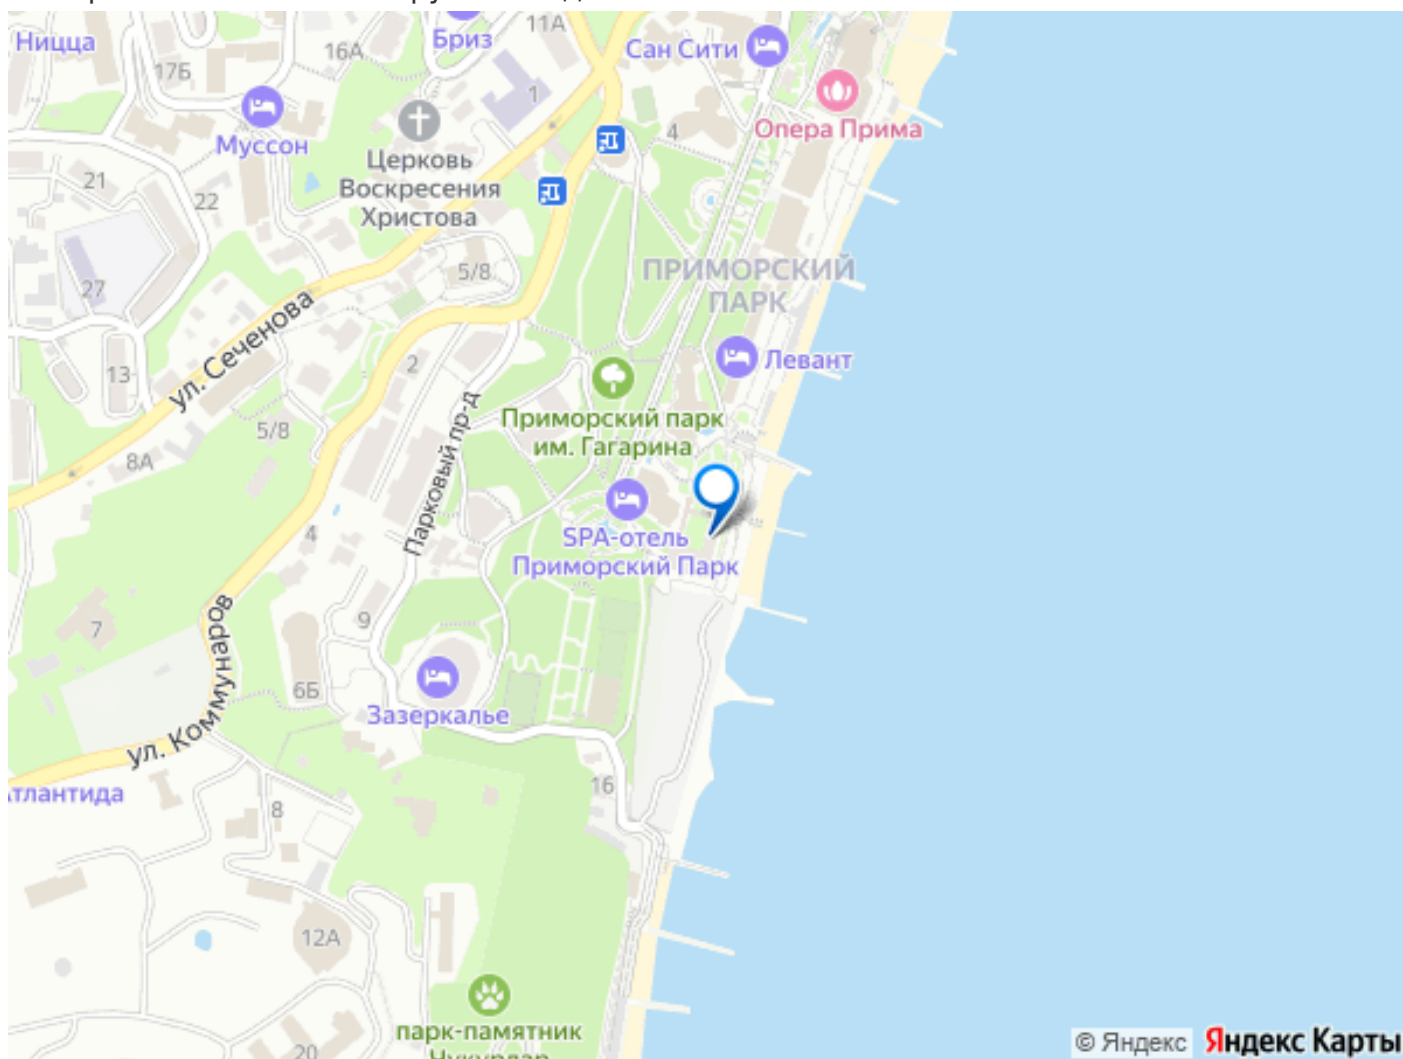 Ницца
16А
17Б
Бриз
11А
Сан Сити
1
Муссон
Опера Прима
4
Церковь
Воскресения
Христова
21
22
27
5/8
ПРИМОРСКИЙ
ПАРК
ул. Сеченова
13
2
Левант
Приморский парк
им. Гагарина
5/8
8А
Парковый пр-д
4
SPA-отель
Приморский Парк
7
9
ул. Коммунаров
6Б
Зазеркалье
тлантида
8
16
12А
парк-памятник
Чукурлар
20
© Яндекс Яндекс Карты